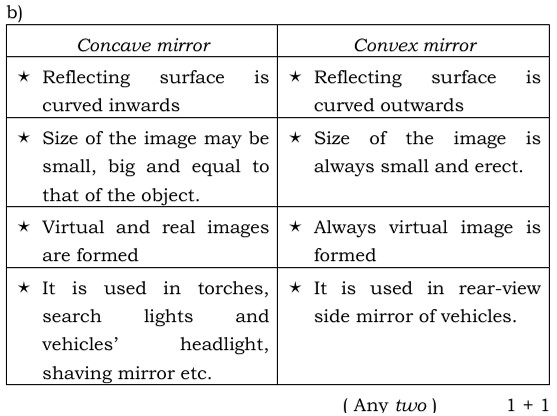 b)
Concave mirror Convex mirror
★ Reflecting surface is ★ Reflecting surface is
curved inwards curved outwards
★ Size of the image may be ★ Size of the image is
small, big and equal to always small and erect.
that of the object.
★ Virtual and real images ★ Always virtual image is
are formed formed
★ It is used in torches, ★ It is used in rear-view
search lights and side mirror of vehicles.
vehicles’ headlight,
shaving mirror etc.
( Any two ) 1 + 1